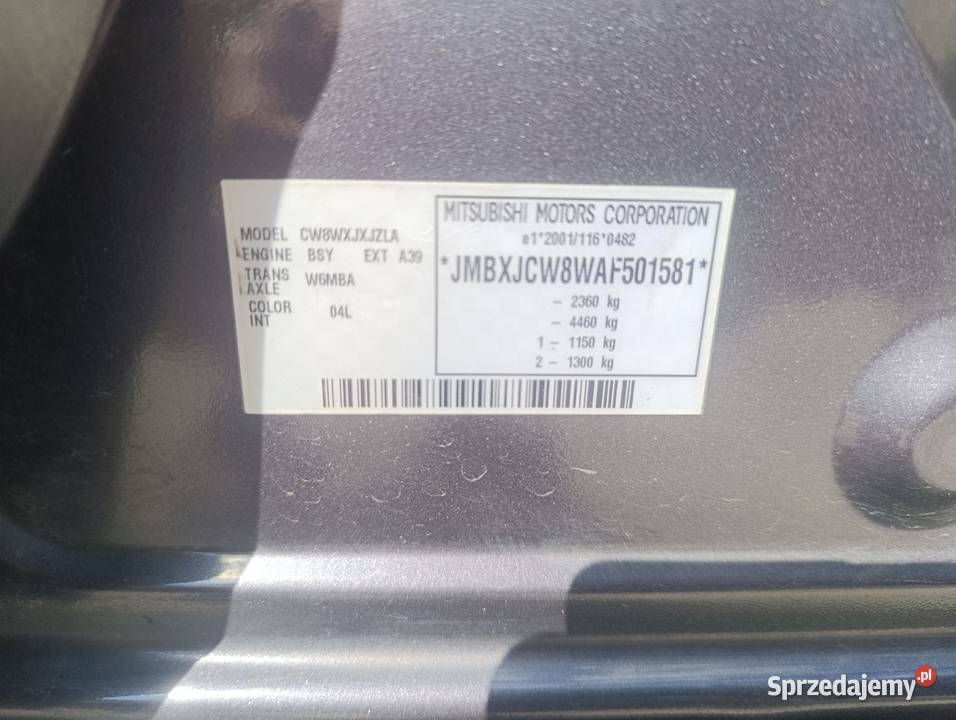 MODEL CW8WXJXJZLA
ENGINE BSY EXT A39
TRANS AXLE W6MBA
COLOR INT 04L
MITSUBISHI MOTORS CORPORATION
e1*2001/116*0482
*JMBXJCW8WAF501581*
- 2360 kg
- 4460 kg
1 - 1150 kg
2 - 1300 kg
Sprzedajemy.pl